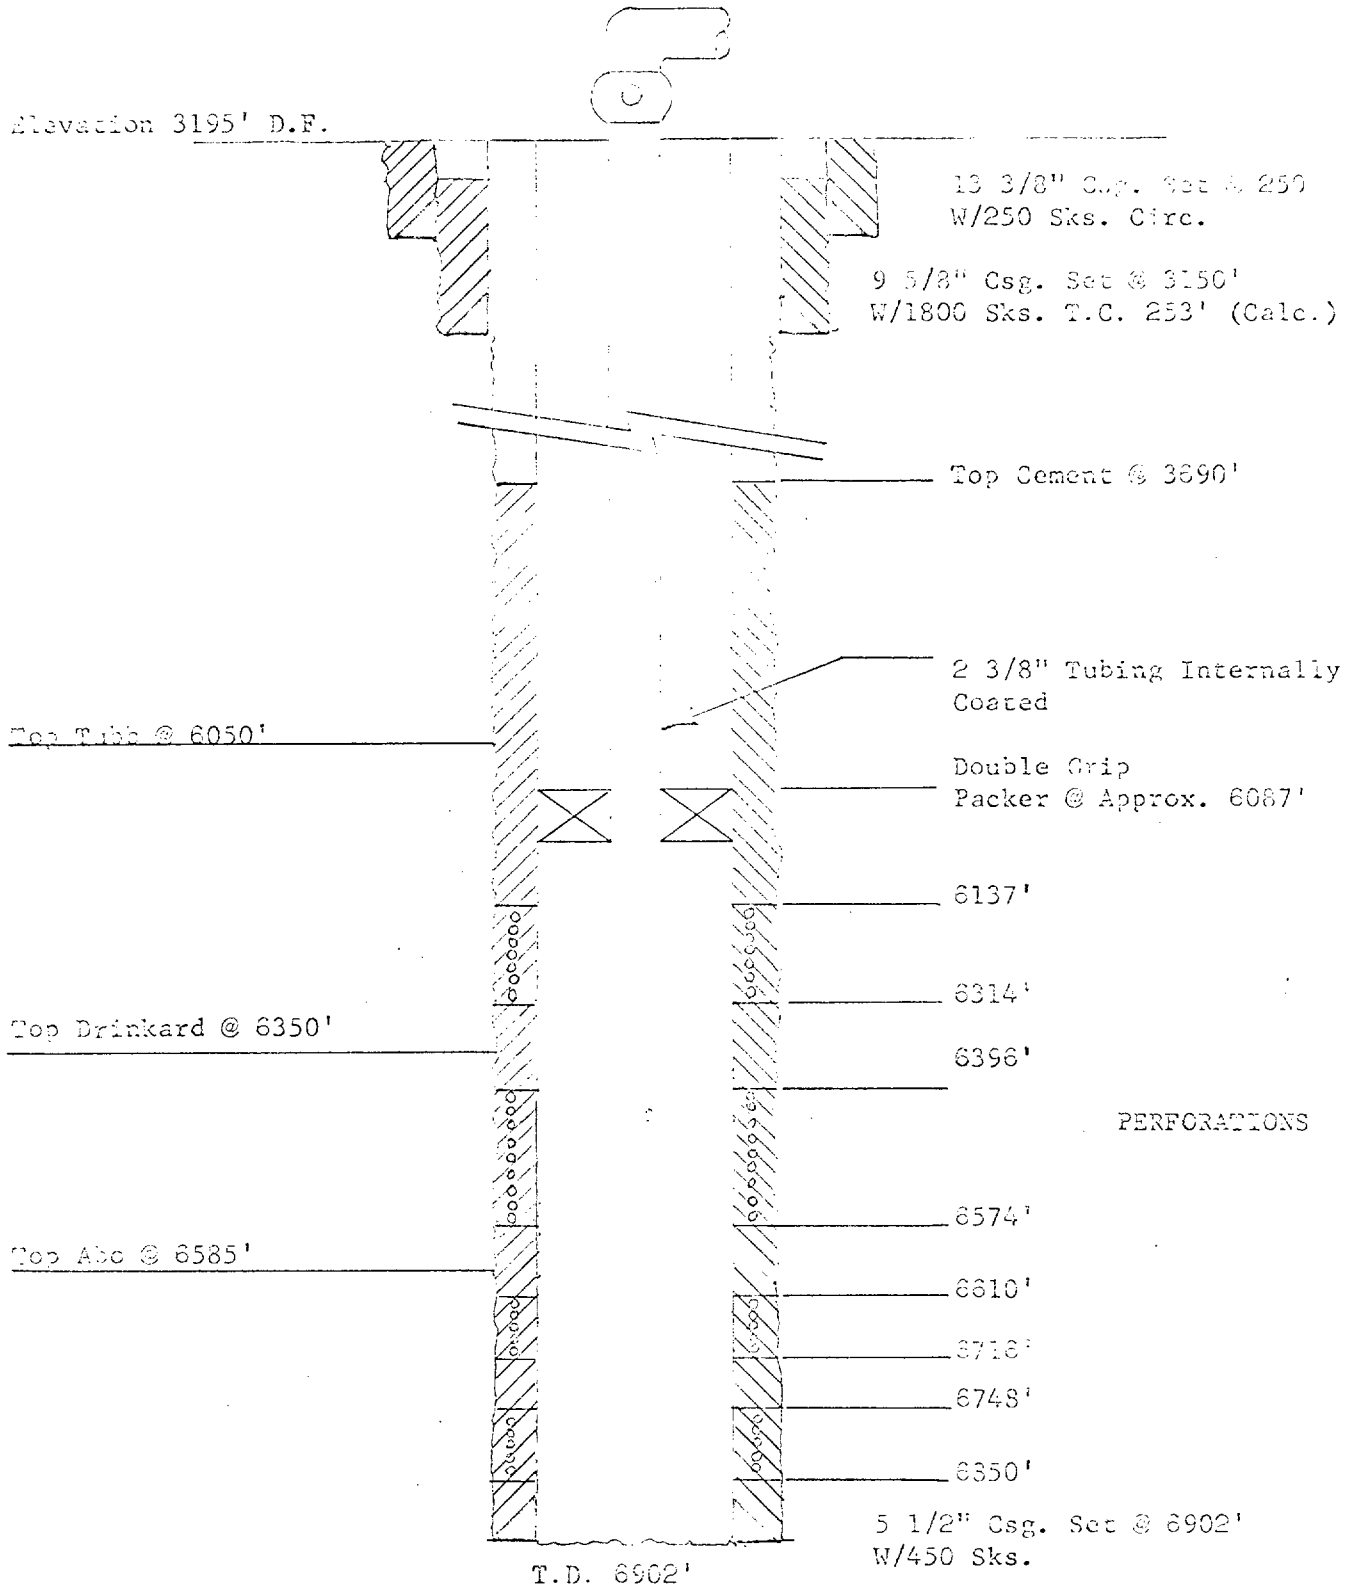 Elevation 3195' D.F.
13 3/8" Csg. Set @ 250
W/250 Sks. Circ.
9 5/8" Csg. Set @ 3150'
W/1800 Sks. T.C. 253' (Calc.)
Top Cement @ 3690'
2 3/8" Tubing Internally
Coated
Top Tubb @ 6050'
Double Grip
Packer @ Approx. 6087'
6137'
6314'
Top Drinkard @ 6350'
6396'
PERFORATIONS
6574'
Top Abo @ 6585'
6610'
6716'
6748'
6850'
5 1/2" Csg. Set @ 6902'
W/450 Sks.
T.D. 6902'